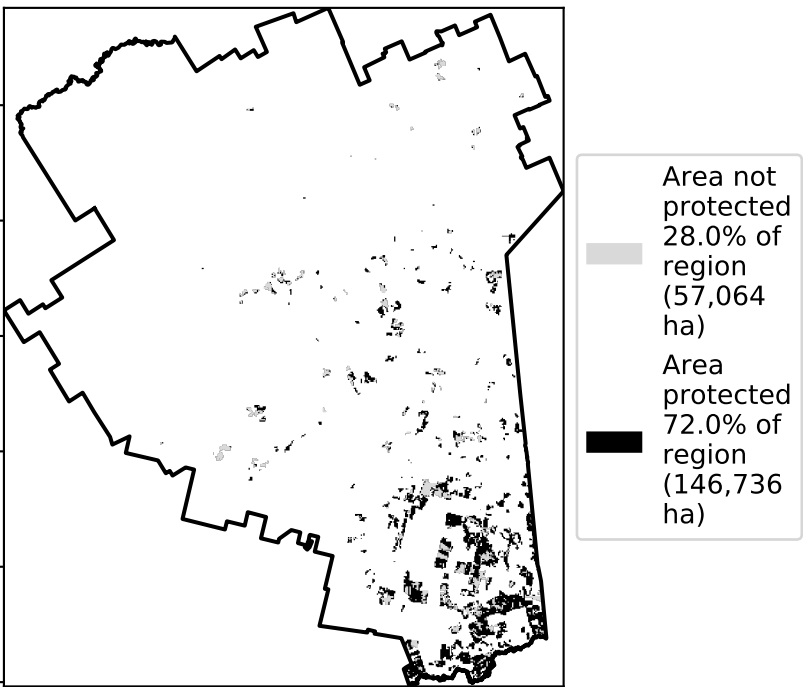 Area not
protected
28.0% of
region
(57,064
ha)
Area
protected
72.0% of
region
(146,736
ha)